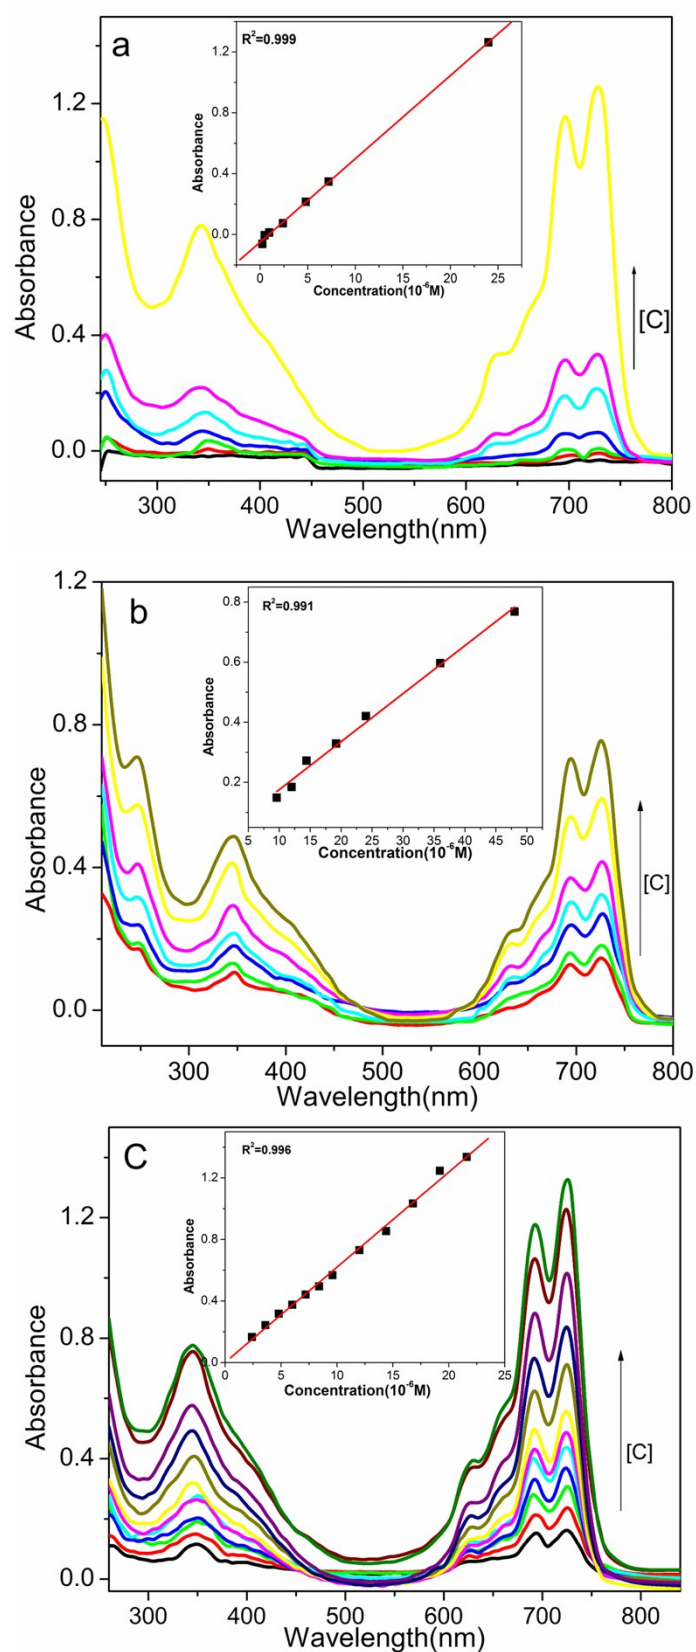 a
R²=0.999
1.2
0.8
0.4
0.0
Absorbance
0 5 10 15 20 25
Concentration(10⁻⁶M)
1.2
0.8
0.4
0.0
Absorbance
[C]
300 400 500 600 700 800
Wavelength(nm)
b
R²=0.991
0.8
0.6
0.4
0.2
Absorbance
5 10 15 20 25 30 35 40 45 50
Concentration(10⁻⁶M)
1.2
0.8
0.4
0.0
Absorbance
[C]
300 400 500 600 700 800
Wavelength(nm)
C
R²=0.996
1.2
0.8
0.4
0.0
Absorbance
0 5 10 15 20 25
Concentration(10⁻⁶M)
1.2
0.8
0.4
0.0
Absorbance
[C]
300 400 500 600 700 800
Wavelength(nm)